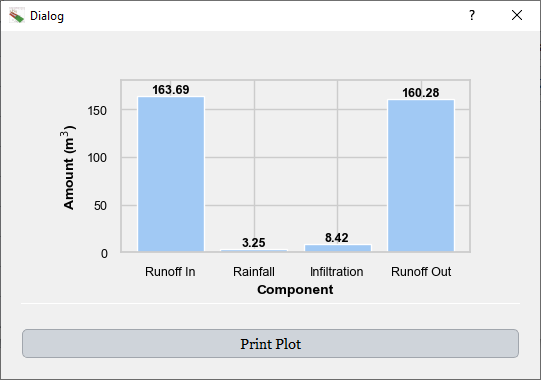 Dialog
?
163.69
3.25
8.42
160.28
150
100
50
0
Amount (m³)
Runoff In Rainfall Infiltration Runoff Out
Component
Print Plot